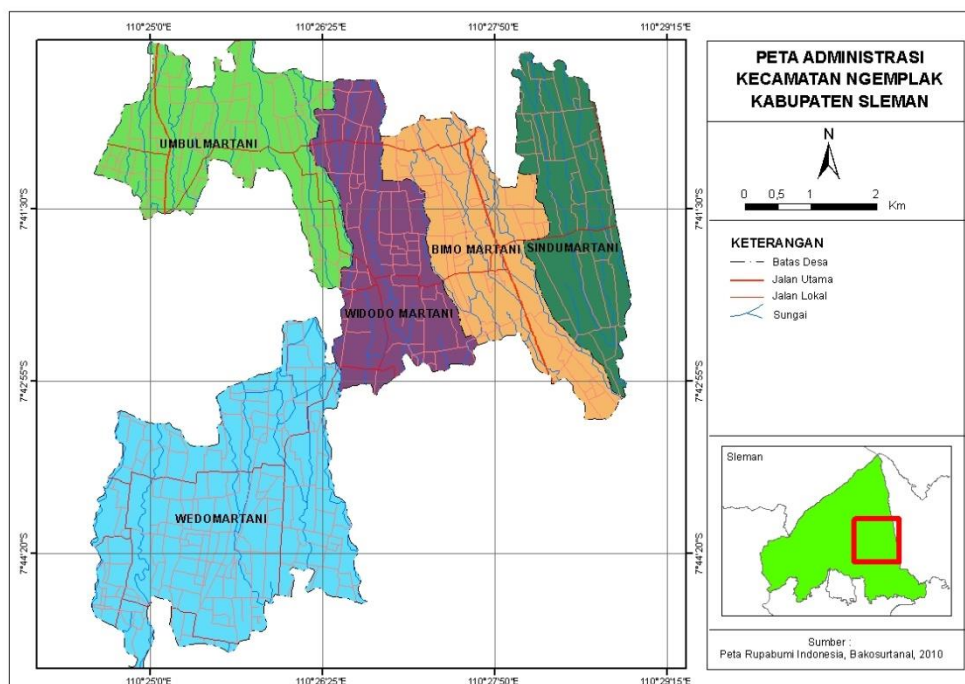 110°25'0"E
110°26'25"E
110°27'50"E
110°29'15"E
7°41'30"S
7°42'55"S
7°44'20"S
UMBULMARTANI
BIMO MARTANI
SINDUMARTANI
WIDODO MARTANI
WEDOMARTANI
7°41'30"S
7°42'55"S
7°44'20"S
110°25'0"E
110°26'25"E
110°27'50"E
110°29'15"E
PETA ADMINISTRASI
KECAMATAN NGEMPLAK
KABUPATEN SLEMAN
N
0 0,5 1 2
Km
KETERANGAN
Batas Desa
Jalan Utama
Jalan Lokal
Sungai
Sleman
Sumber :
Peta Rupabumi Indonesia, Bakosurtanal, 2010